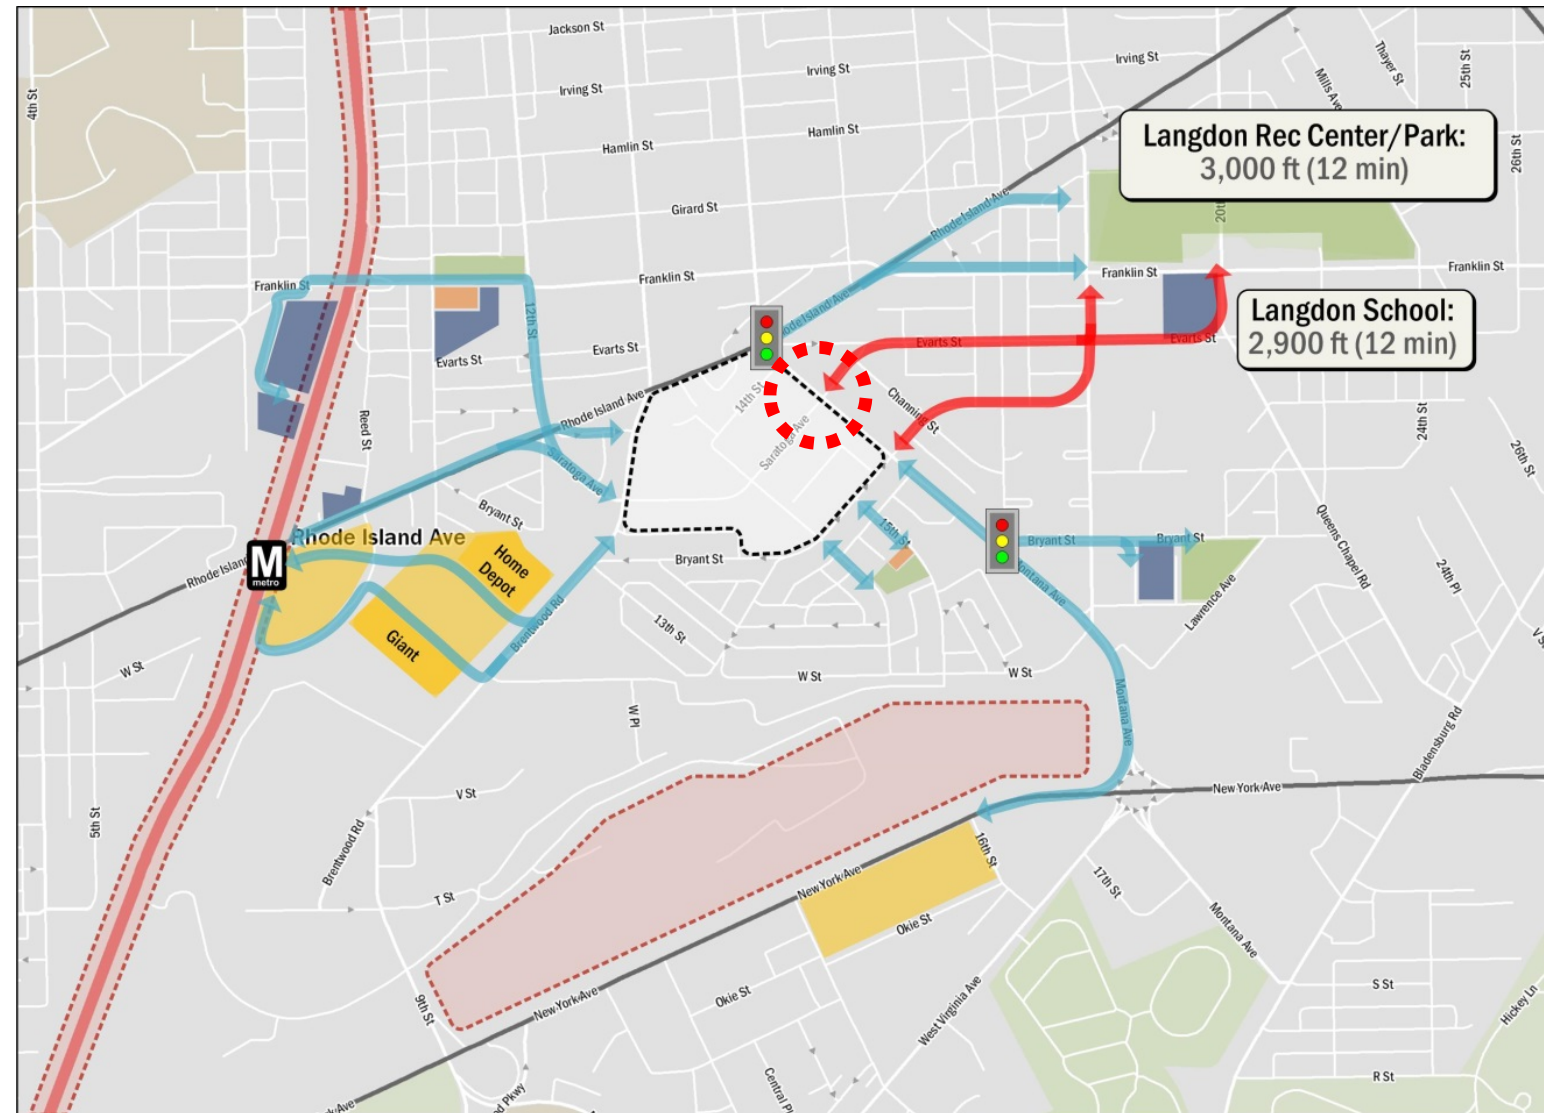 Jackson St
Irving St
Irving St
Irving St
Thayer St
25th St
Mills Ave
4th St
Hamlin St
Hamlin St
26th St
Langdon Rec Center/Park:
3,000 ft (12 min)
Girard St
Rhode Island Ave
Franklin St
Franklin St
Franklin St
Franklin St
12th St
Langdon School:
2,900 ft (12 min)
Evarts St
Evarts St
Evarts St
Evarts St
14th St
Rhode Island Ave
Channing St
Saratoga Ave
24th St
Reed St
Saratoga Ave
26th St
Bryant St
15th St
Rhode Island Ave
Home
Depot
Bryant St
Bryant St
Bryant St
Queens Chapel Rd
24th Pl
M
metro
Rhode Island
Montana Ave
Lawrence Ave
Giant
Brentwood Rd
13th St
W St
W St
W St
W Pl
Montana Ave
Bladensburg Rd
V St
New York Ave
5th St
Brentwood Rd
16th St
T St
New York Ave
17th St
Okie St
Montana Ave
9th St
New York Ave
Okie St
West Virginia Ave
S St
Hickey Ln
R St
Central Pl
Pkwy
Ave